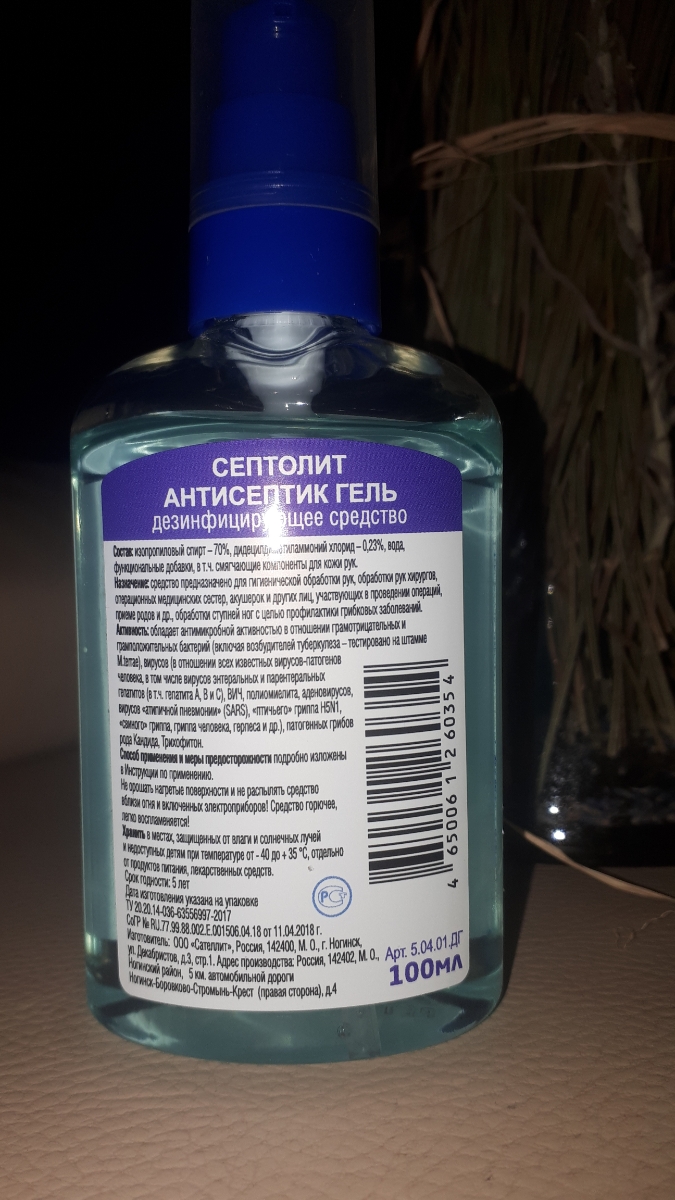 СЕПТОЛИТ
АНТИСЕПТИК ГЕЛЬ
дезинфицирующее средство
Состав: изопропиловый спирт – 70%, дидецилдиметиламмоний хлорид – 0,23%, вода,
функциональные добавки, в т.ч. смягчающие компоненты для кожи рук.
Назначение: средство предназначено для гигиенической обработки рук, обработки рук хирургов,
операционных медицинских сестер, акушерок и других лиц, участвующих в проведении операций,
приеме родов и др., обработки ступней ног с целью профилактики грибковых заболеваний.
Активность: обладает антимикробной активностью в отношении грамотрицательных и
грамположительных бактерий (включая возбудителей туберкулеза – тестировано на штамме
M.terrae), вирусов (в отношении всех известных вирусов-патогенов
человека, в том числе вирусов энтеральных и парентеральных
гепатитов (в т.ч. гепатита А, В и С), ВИЧ, полиомиелита, аденовирусов,
вирусов «атипичной пневмонии» (SARS), «птичьего» гриппа H5N1,
«свиного» гриппа, гриппа человека, герпеса и др.), патогенных грибов
рода Кандида, Трихофитон.
Способ применения и меры предосторожности подробно изложены
в Инструкции по применению.
Не орошать нагретые поверхности и не распылять средство
вблизи огня и включенных электроприборов! Средство горючее,
легко воспламеняется!
Хранить в местах, защищенных от влаги и солнечных лучей
и недоступных детям при температуре от - 40 до + 35 °С, отдельно
от продуктов питания, лекарственных средств.
Срок годности: 5 лет
Дата изготовления указана на упаковке
ТУ 20.20.14-036-63556997-2017
СоГР № RU.77.99.88.002.Е.001506.04.18 от 11.04.2018 г.
Изготовитель: ООО «Сателлит», Россия, 142400, М. О., г. Ногинск,
ул. Декабристов, д.3, стр.1. Адрес производства: Россия, 142402, М. О.,
Ногинский район, 5 км. автомобильной дороги
Ногинск-Боровково-Стромынь-Крест (правая сторона), д.4
4 650061 260354
РСТ
Арт. 5.04.01.ДГ
100мл